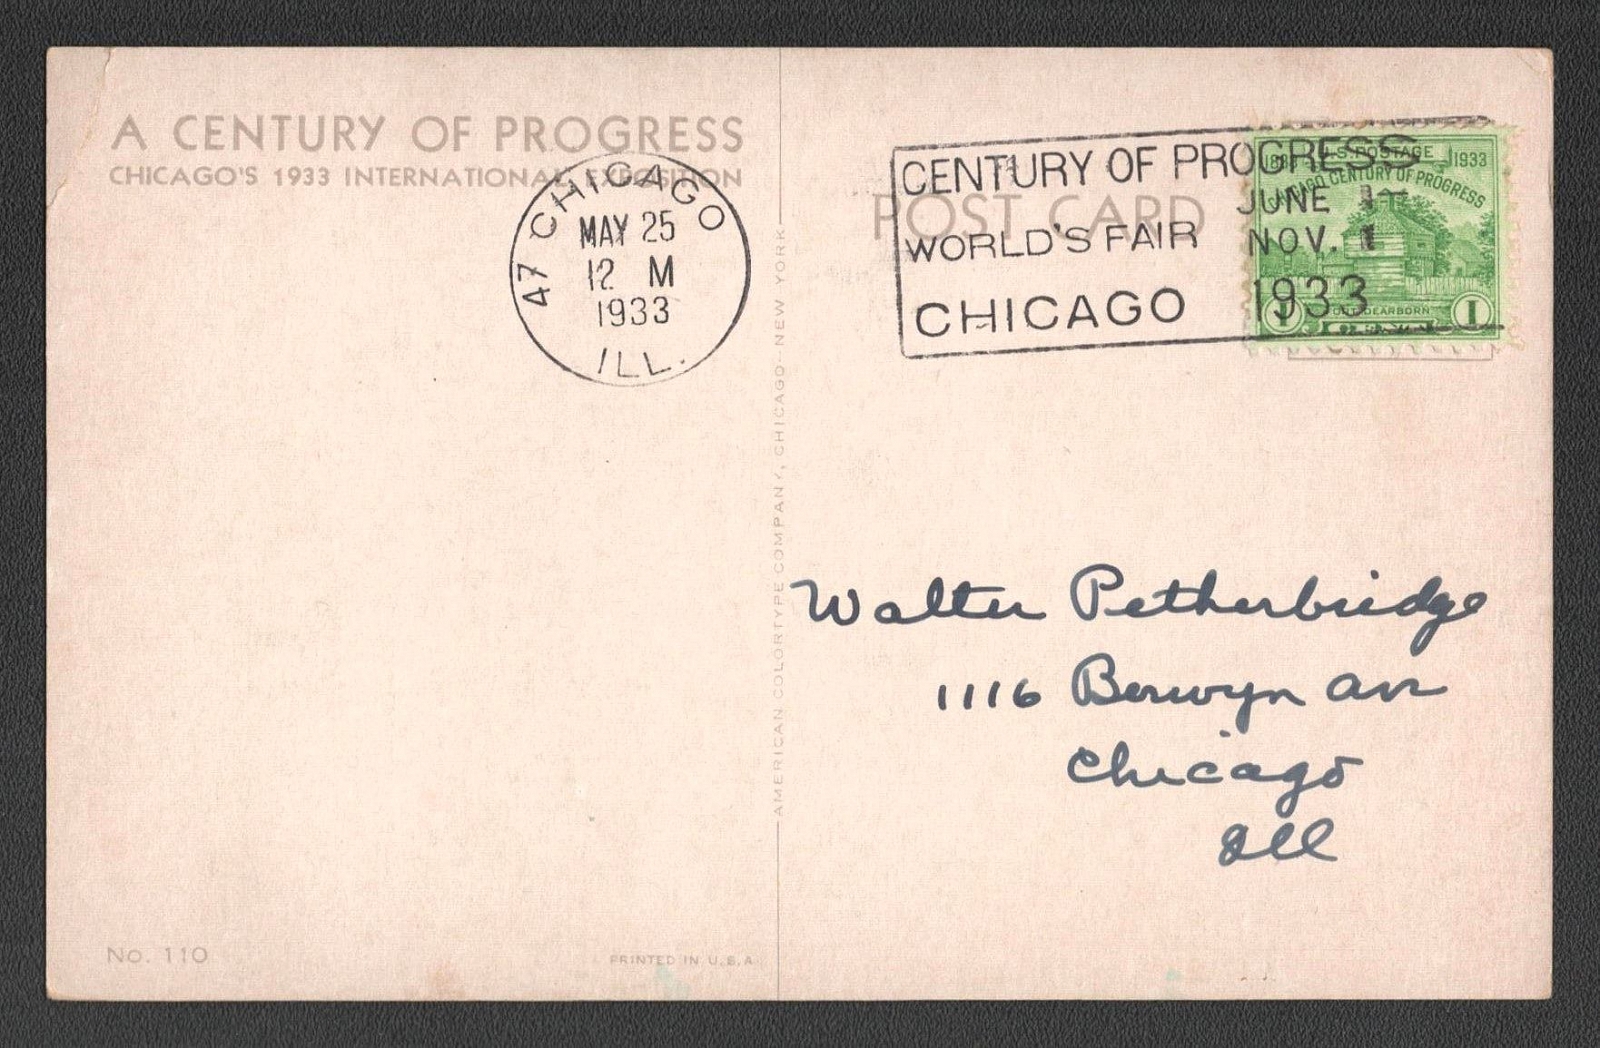 A CENTURY OF PROGRESS
CHICAGO'S 1933 INTERNATIONAL EXPOSITION
47 CHICAGO
MAY 25
12 M
1933
ILL.
POST CARD
CENTURY OF PROGRESS
JUNE 1-
WORLD'S FAIR NOV. 1
CHICAGO 1933
U.S. POSTAGE 1933
CHICAGO CENTURY OF PROGRESS
FORT DEARBORN
1 1
AMERICAN COLORTYPE COMPANY, CHICAGO-NEW YORK
Walter Petherbridge
1116 Berwyn Ave
Chicago
Ill
No. 110
PRINTED IN U.S.A